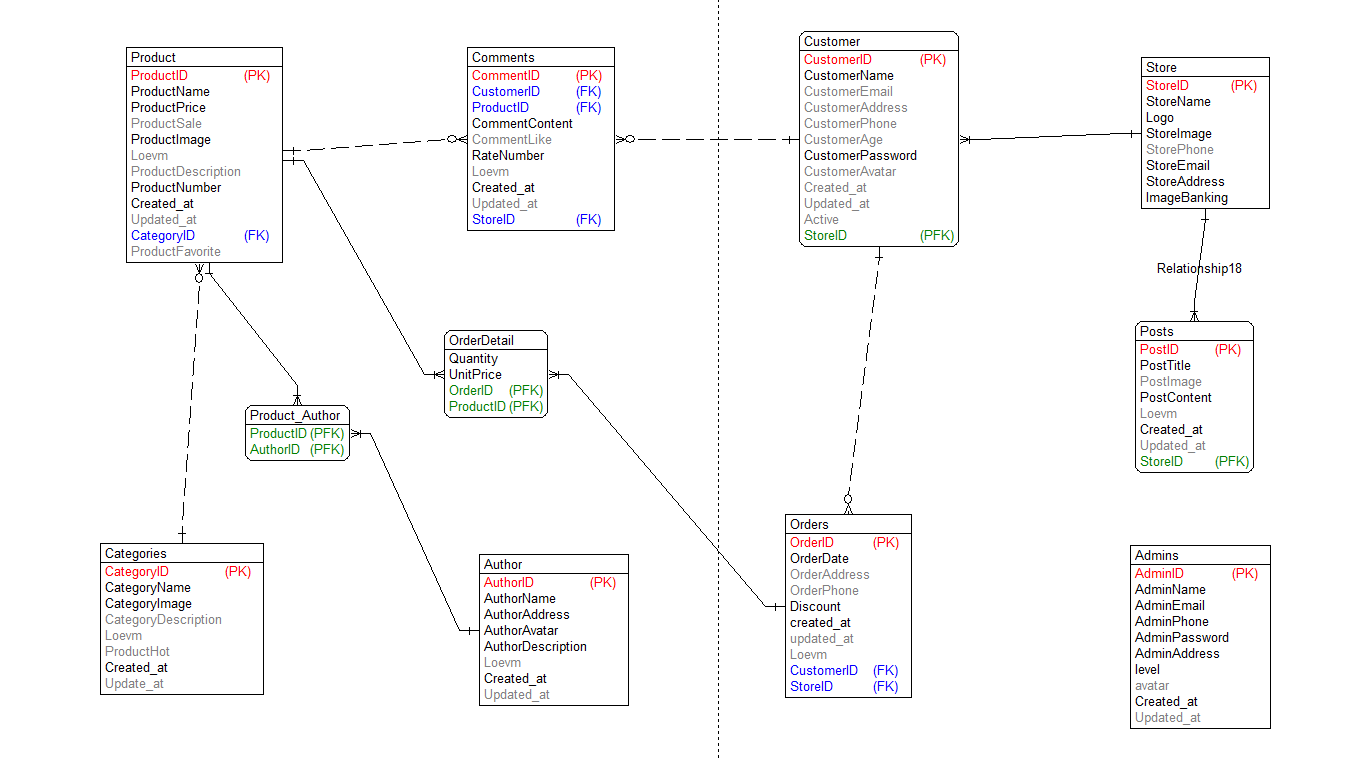 Product
ProductID (PK)
ProductName
ProductPrice
ProductSale
ProductImage
Loevm
ProductDescription
ProductNumber
Created_at
Updated_at
CategoryID (FK)
ProductFavorite
Comments
CommentID (PK)
CustomerID (FK)
ProductID (FK)
CommentContent
CommentLike
RateNumber
Loevm
Created_at
Updated_at
StoreID (FK)
Customer
CustomerID (PK)
CustomerName
CustomerEmail
CustomerAddress
CustomerPhone
CustomerAge
CustomerPassword
CustomerAvatar
Created_at
Updated_at
Active
StoreID (PFK)
Store
StoreID (PK)
StoreName
Logo
StoreImage
StorePhone
StoreEmail
StoreAddress
ImageBanking
Relationship18
OrderDetail
Quantity
UnitPrice
OrderID (PFK)
ProductID (PFK)
Posts
PostID (PK)
PostTitle
PostImage
PostContent
Loevm
Created_at
Updated_at
StoreID (PFK)
Product_Author
ProductID (PFK)
AuthorID (PFK)
Categories
CategoryID (PK)
CategoryName
CategoryImage
CategoryDescription
Loevm
ProductHot
Created_at
Update_at
Author
AuthorID (PK)
AuthorName
AuthorAddress
AuthorAvatar
AuthorDescription
Loevm
Created_at
Updated_at
Orders
OrderID (PK)
OrderDate
OrderAddress
OrderPhone
Discount
created_at
updated_at
Loevm
CustomerID (FK)
StoreID (FK)
Admins
AdminID (PK)
AdminName
AdminEmail
AdminPhone
AdminPassword
AdminAddress
level
avatar
Created_at
Updated_at